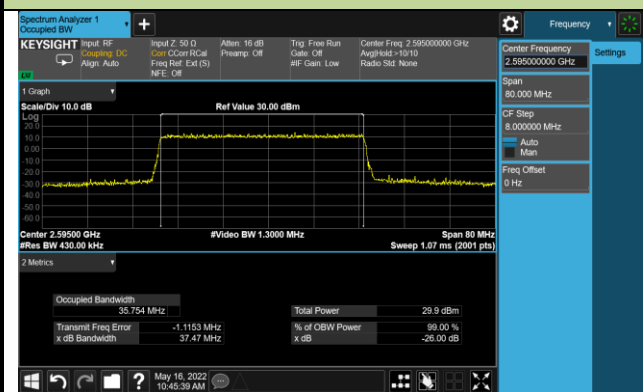 Spectrum Analyzer 1
Occupied BW
Frequency
KEYSIGHT
Input: RF
Coupling: DC
Align: Auto
Input Z: 50 Ω
Corr CCorr RCal
Freq Ref: Ext (S)
NFE: Off
Atten: 16 dB
Preamp: Off
Trig: Free Run
Gate: Off
#IF Gain: Low
Center Freq: 2.595000000 GHz
Avg|Hold:>10/10
Radio Std: None
Center Frequency
2.595000000 GHz
Settings
Span
80.000 MHz
CF Step
8.000000 MHz
Auto
Man
Freq Offset
0 Hz
1 Graph
Scale/Div 10.0 dB
Ref Value 30.00 dBm
Log
20.0
10.0
0.00
-10.0
-20.0
-30.0
-40.0
-50.0
-60.0
Center 2.59500 GHz
#Video BW 1.3000 MHz
Span 80 MHz
#Res BW 430.00 kHz
Sweep 1.07 ms (2001 pts)
2 Metrics
Occupied Bandwidth
35.754 MHz
Total Power
29.9 dBm
Transmit Freq Error
-1.1153 MHz
% of OBW Power
99.00 %
x dB Bandwidth
37.47 MHz
x dB
-26.00 dB
May 16, 2022
10:45:39 AM